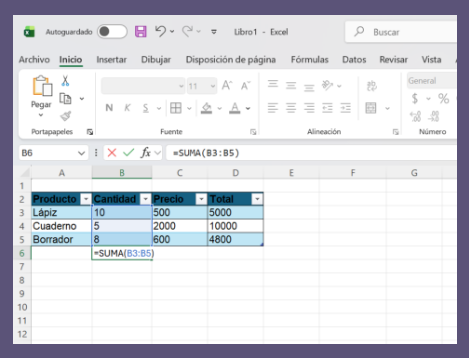 Autoguardado Libro1 - Excel Buscar
Archivo Inicio Insertar Dibujar Disposición de página Fórmulas Datos Revisar Vista
Pegar 11 A^ A˅ General
N K S A $ % 
Portapapeles Fuente Alineación Número
B6 fx =SUMA(B3:B5)
A B C D E F G
1
2 Producto Cantidad Precio Total
3 Lápiz 10 500 5000
4 Cuaderno 5 2000 10000
5 Borrador 8 600 4800
6 =SUMA(B3:B5)
7
8
9
10
11
12